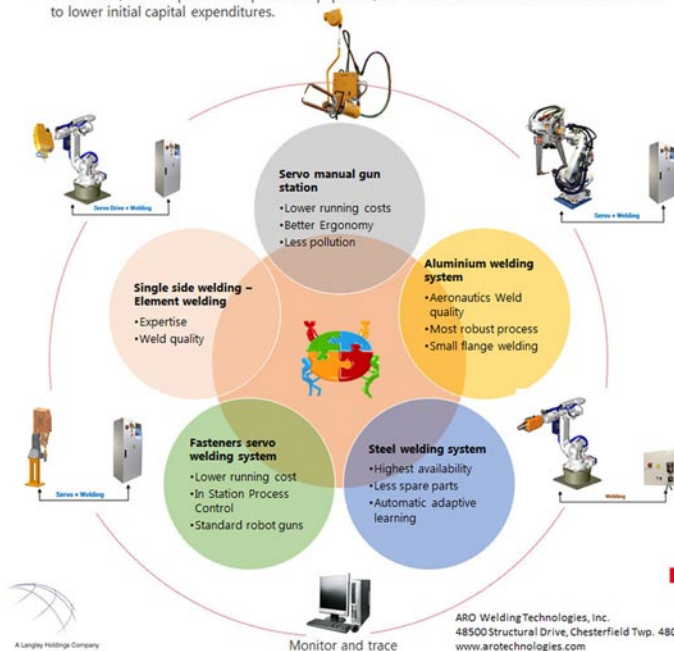 to lower initial capital expenditures.
Servo manual gun
station
•Lower running costs
•Better Ergonomy
•Less pollution
Servo Drive + Welding
Servo + Welding
Single side welding –
Element welding
•Expertise
•Weld quality
Aluminium welding
system
•Aeronautics Weld
quality
•Most robust process
•Small flange welding
Fasteners servo
welding system
•Lower running cost
•In Station Process
Control
•Standard robot guns
Steel welding system
•Highest availability
•Less spare parts
•Automatic adaptive
learning
Servo + Welding
Welding
Monitor and trace
A Langley Holdings Company
ARO Welding Technologies, Inc.
48500 Structural Drive, Chesterfield Twp.
www.arotechnologies.com